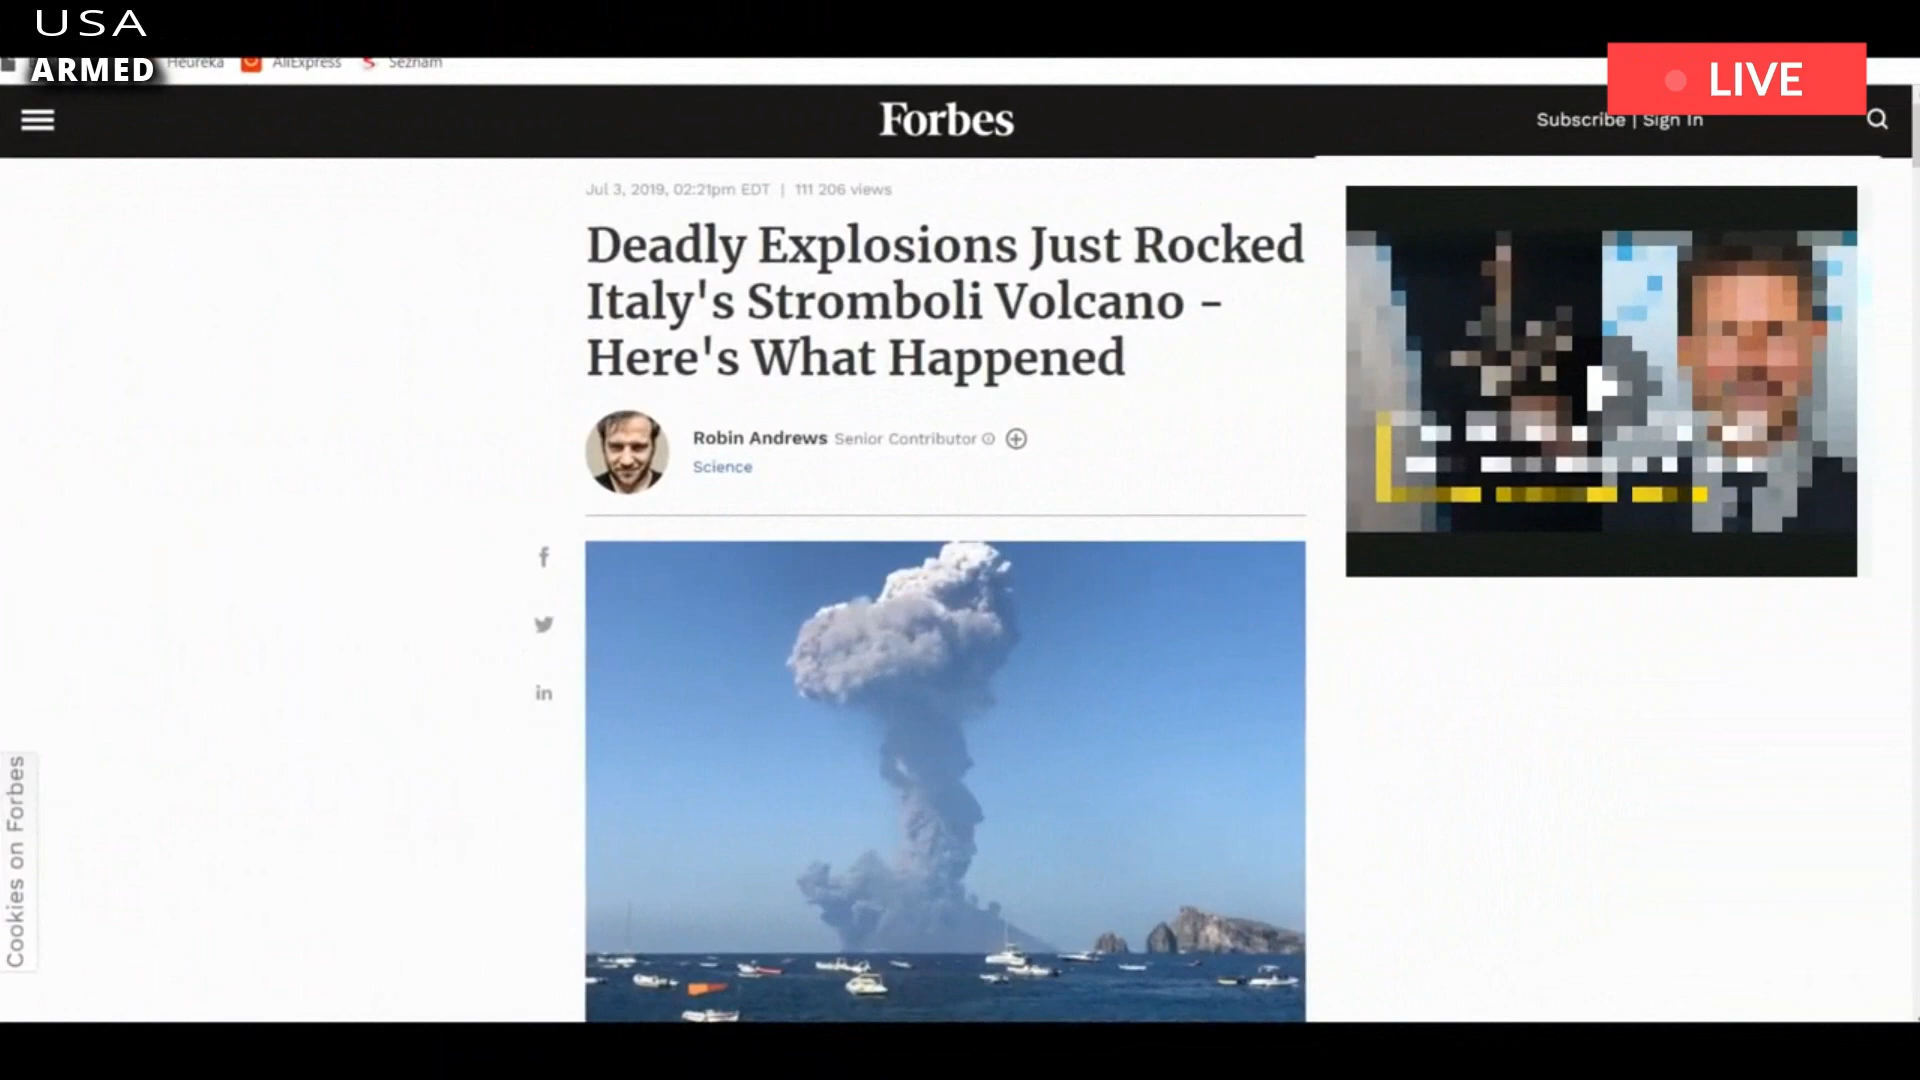 USA
ARMED
Heureka AliExpress Seznam
LIVE
Forbes
Subscribe | Sign In
Jul 3, 2019, 02:21pm EDT | 111 206 views
Deadly Explosions Just Rocked
Italy's Stromboli Volcano -
Here's What Happened
Robin Andrews Senior Contributor
Science
f
in
Cookies on Forbes